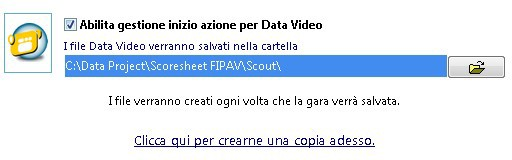 Abilita gestione inizio azione per Data Video
I file Data Video verranno salvati nella cartella
C:\Data Project\Scoresheet FIPAV\Scout\
I file verranno creati ogni volta che la gara verrà salvata.
Clicca qui per crearne una copia adesso.